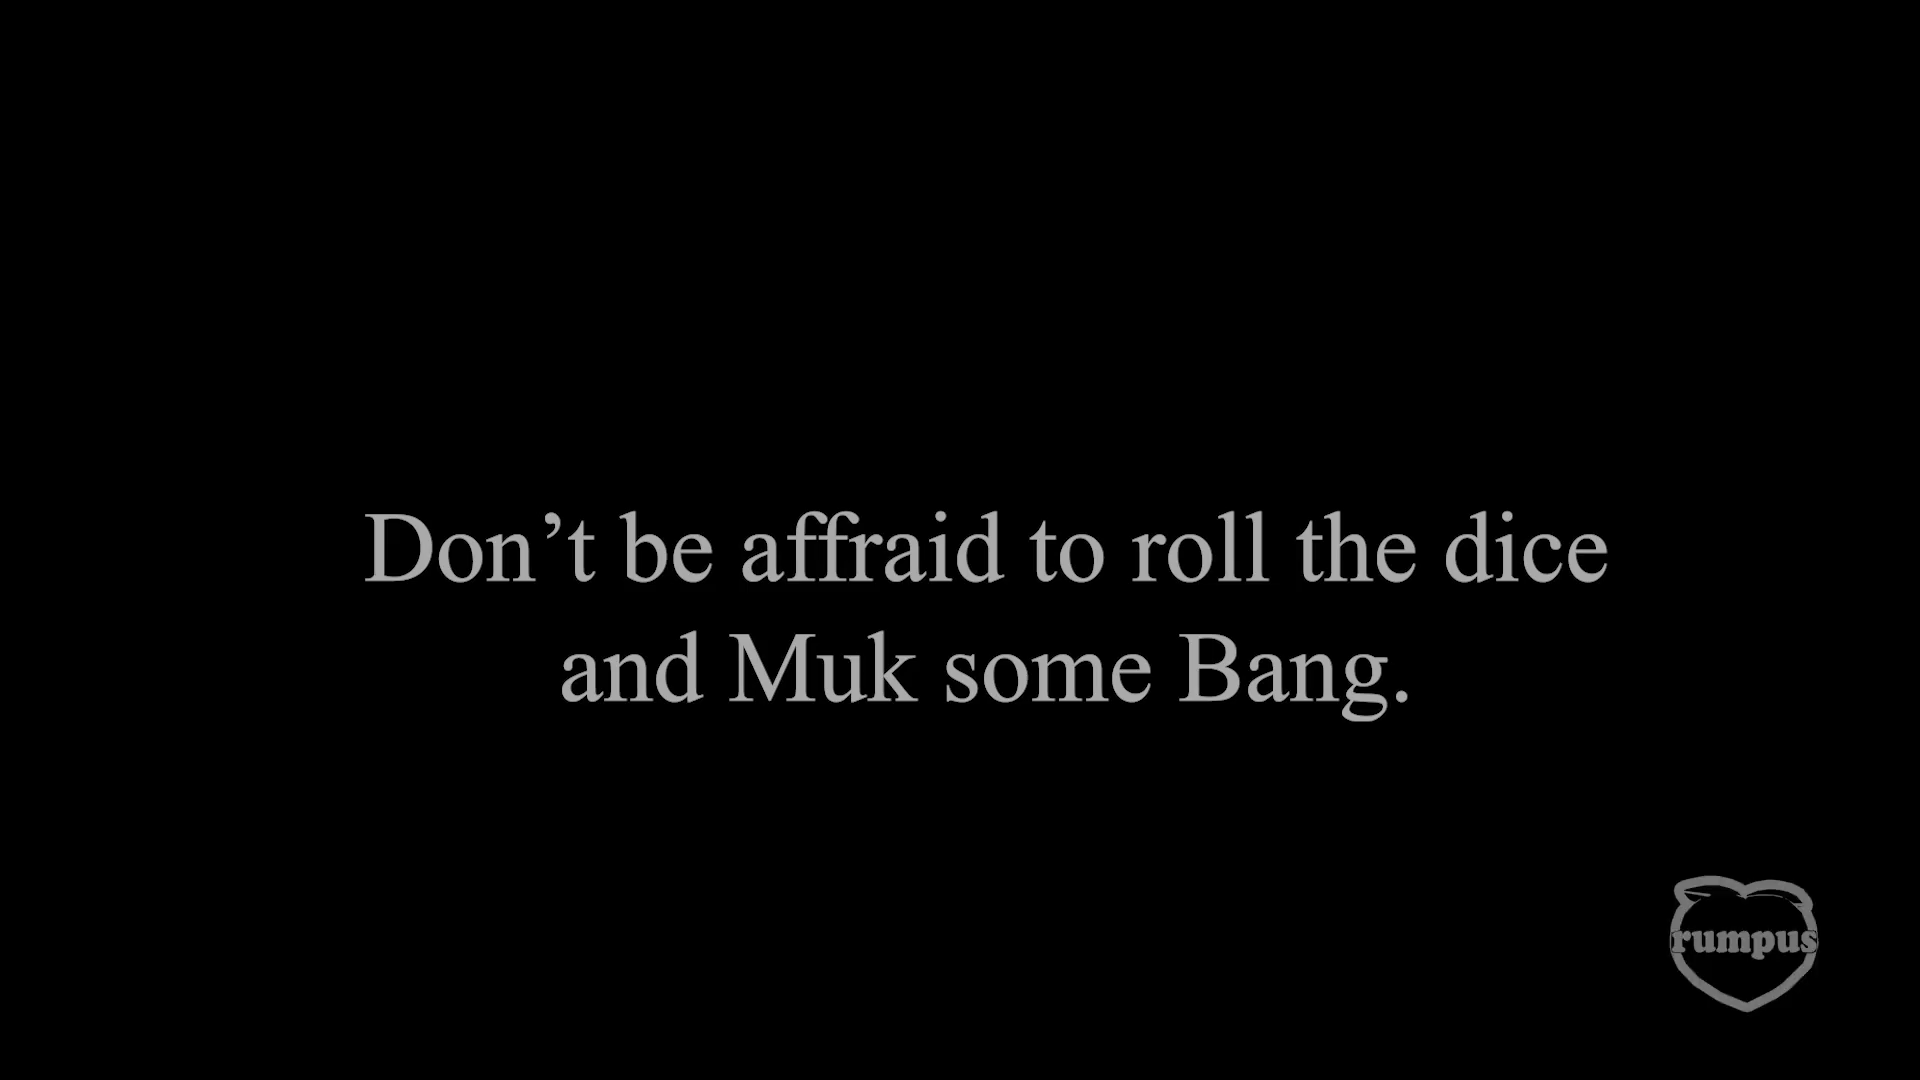 Don’t be affraid to roll the dice
and Muk some Bang.
rumpus